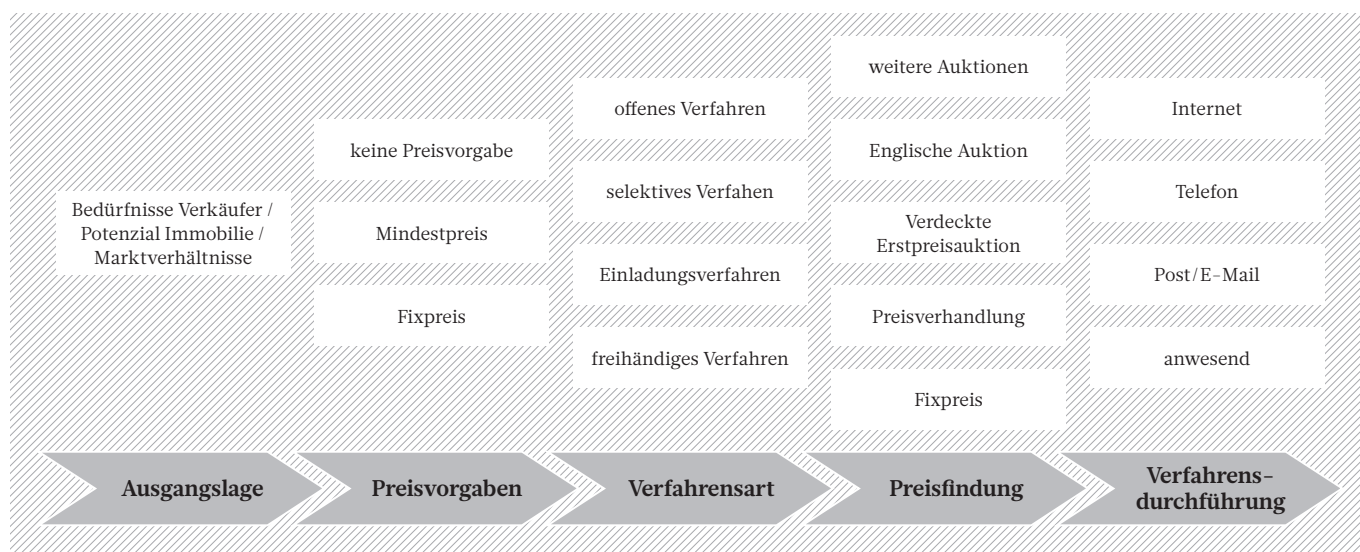 Bedürfnisse Verkäufer /
Potenzial Immobilie /
Marktverhältnisse
Ausgangslage
keine Preisvorgabe
Mindestpreis
Fixpreis
Preisvorgaben
offenes Verfahren
selektives Verfahen
Einladungsverfahren
freihändiges Verfahren
Verfahrensart
weitere Auktionen
Englische Auktion
Verdeckte
Erstpreisauktion
Preisverhandlung
Fixpreis
Preisfindung
Internet
Telefon
Post/E-Mail
anwesend
Verfahrens-
durchführung